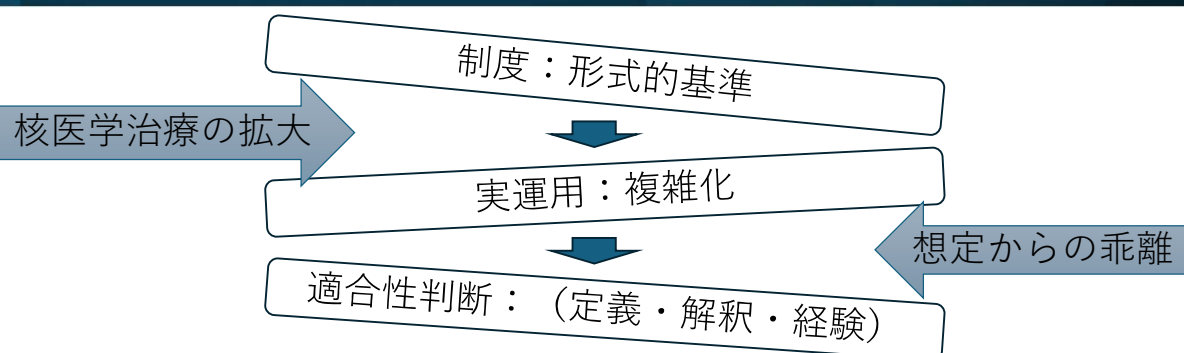 制度：形式的基準
核医学治療の拡大
実運用：複雑化
想定からの乖離
適合性判断：（定義・解釈・経験）